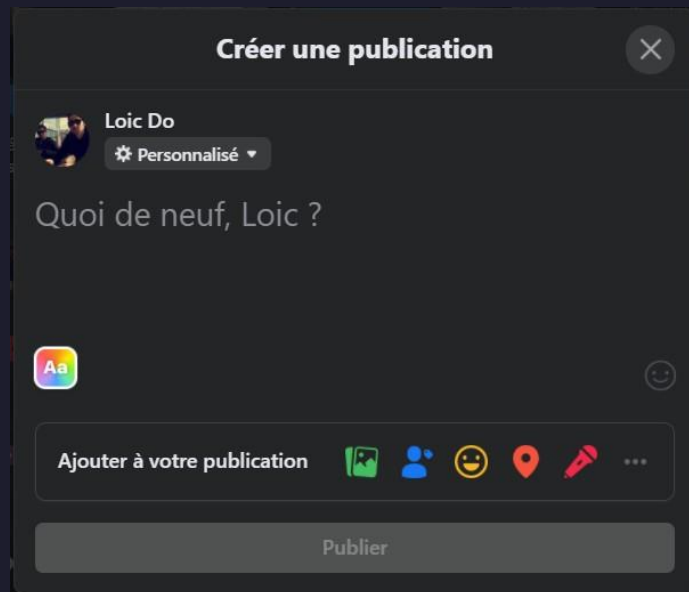 Créer une publication
Loic Do
Personnalisé
Quoi de neuf, Loic ?
Aa
Ajouter à votre publication
Publier